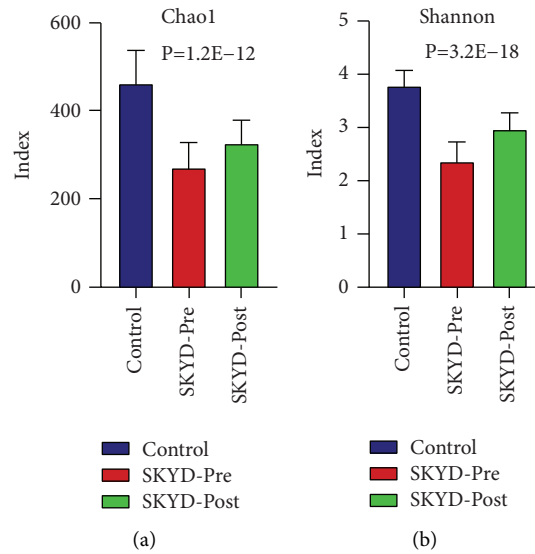 Chao1
P=1.2E−12
Index
600
400
200
0
Control
SKYD-Pre
SKYD-Post
Control
SKYD-Pre
SKYD-Post
(a)
Shannon
P=3.2E−18
Index
5
4
3
2
1
0
Control
SKYD-Pre
SKYD-Post
Control
SKYD-Pre
SKYD-Post
(b)